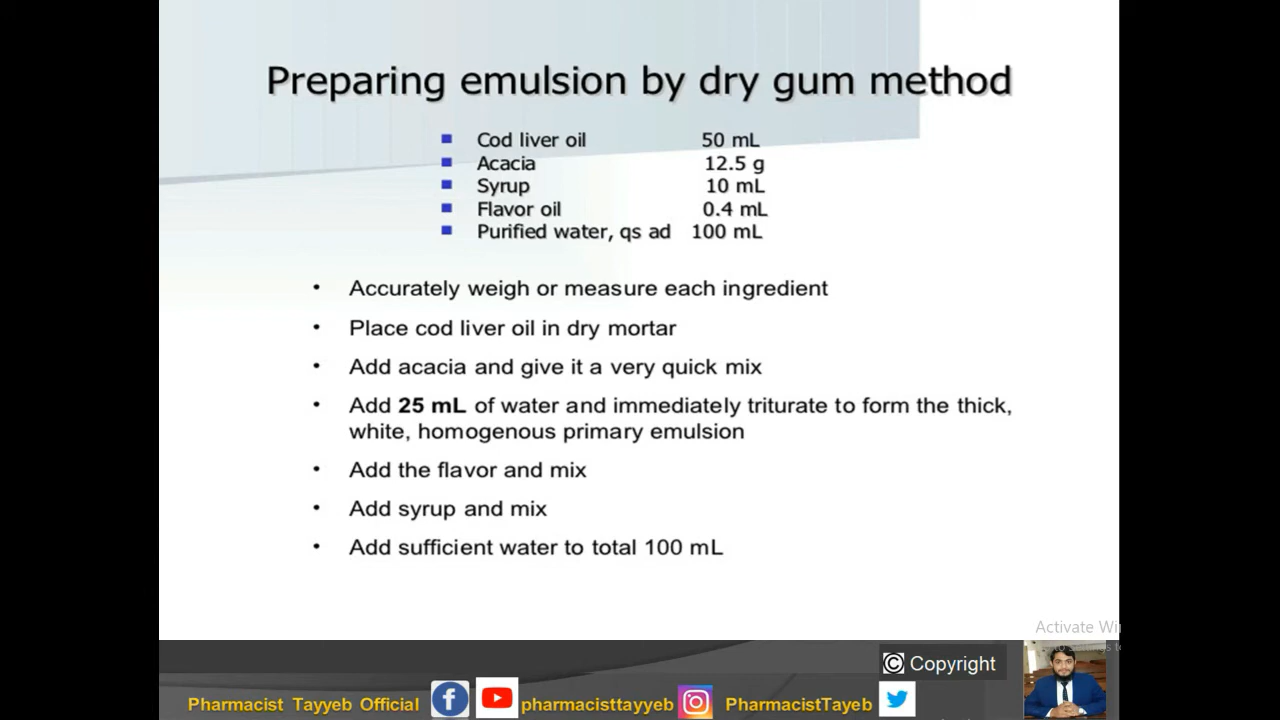 Preparing emulsion by dry gum method
Cod liver oil 50 mL
Acacia 12.5 g
Syrup 10 mL
Flavor oil 0.4 mL
Purified water, qs ad 100 mL
Accurately weigh or measure each ingredient
Place cod liver oil in dry mortar
Add acacia and give it a very quick mix
Add 25 mL of water and immediately triturate to form the thick,
white, homogenous primary emulsion
Add the flavor and mix
Add syrup and mix
Add sufficient water to total 100 mL
Activate Wi
© Copyright
Pharmacist Tayyeb Official pharmacisttayyeb PharmacistTayeb